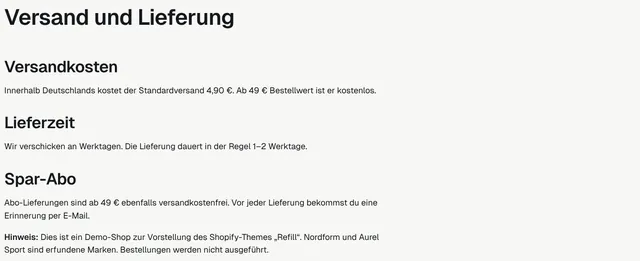 Versand und Lieferung
Versandkosten
Innerhalb Deutschlands kostet der Standardversand 4,90 €. Ab 49 € Bestellwert ist er kostenlos.
Lieferzeit
Wir verschicken an Werktagen. Die Lieferung dauert in der Regel 1–2 Werktage.
Spar-Abo
Abo-Lieferungen sind ab 49 € ebenfalls versandkostenfrei. Vor jeder Lieferung bekommst du eine
Erinnerung per E-Mail.
Hinweis: Dies ist ein Demo-Shop zur Vorstellung des Shopify-Themes „Refill“. Nordform und Aurel
Sport sind erfundene Marken. Bestellungen werden nicht ausgeführt.